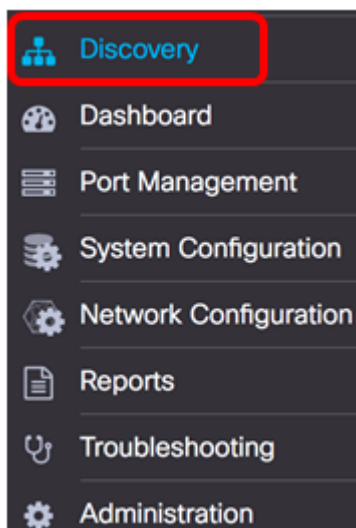 Discovery
Dashboard
Port Management
System Configuration
Network Configuration
Reports
Troubleshooting
Administration